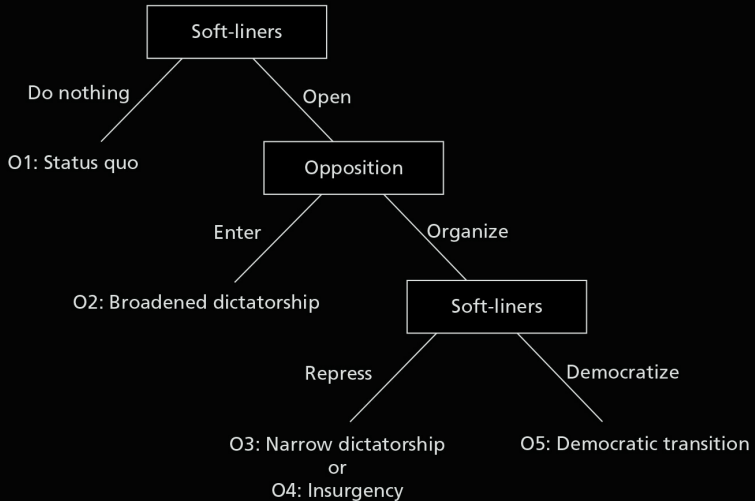 Soft-liners
Do nothing
Open
O1: Status quo
Opposition
Enter
Organize
O2: Broadened dictatorship
Soft-liners
Repress
Democratize
O3: Narrow dictatorship
or
O4: Insurgency
O5: Democratic transition